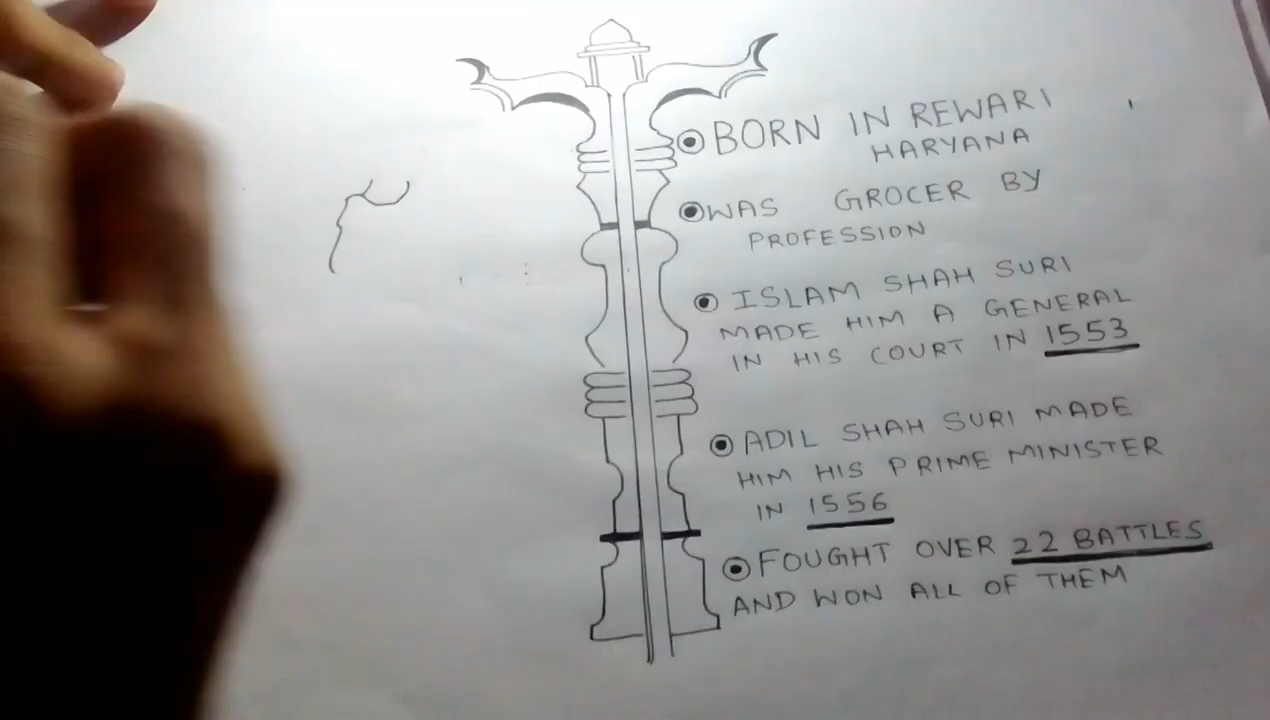 BORN IN REWARI
HARYANA
WAS GROCER BY
PROFESSION
ISLAM SHAH SURI
MADE HIM A GENERAL
IN HIS COURT IN 1553
ADIL SHAH SURI MADE
HIM HIS PRIME MINISTER
IN 1556
FOUGHT OVER 22 BATTLES
AND WON ALL OF THEM